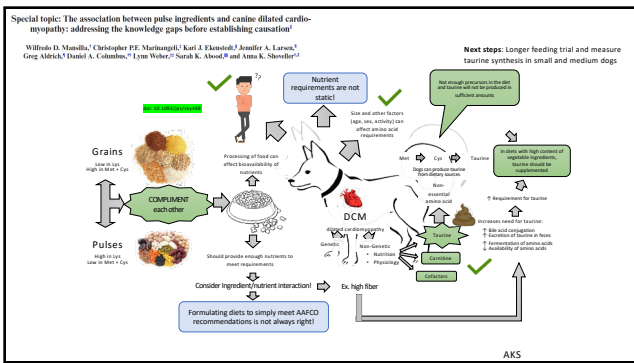 Special topic: The association between pulse ingredients and canine dilated cardio-
myopathy: addressing the knowledge gaps before establishing causation
Wilfredo D. Mansilla, Christopher P.F. Marinangeli, Kari J. Ekenstedt, Jennifer A. Larsen,
Greg Aldrich, Daniel A. Columbus, Lynn Weber, Sarah K. Abood, and Anna K. Shoveller
??
Nutrient
requirements are not
static!
Next steps: Longer feeding trial and measure
taurine synthesis in small and medium dogs
Not enough precursors in the diet
and taurine will not be produced in
sufficient amounts
Size and other factors
(age, sex, activity) can
affect amino acid
requirements
Grains
Low in Lys
High in Met + Cys
Processing of food can
affect bioavailability of
nutrients
Met
Cys
Taurine
Dogs can produce taurine
from dietary sources
In diets with high content of
vegetable ingredients,
taurine should be
supplemented
COMPLIMENT
each other
Non-
essential
amino acid
↑ Requirement for taurine
DCM
dilated cardiomyopathy
Taurine
Increases need for taurine:
↑ Bile acid conjugation
↑ Excretion of taurine in feces
↑ Fermentation of amino acids
↓ Availability of amino acids
Pulses
High in Lys
Low in Met + Cys
Genetic
Non-Genetic
• Nutrition
• Physiology
Carnitine
Cofactors
Should provide enough nutrients to
meet requirements
Consider Ingredient/nutrient interaction!
Ex. high fiber
Formulating diets to simply meet AAFCO
recommendations is not always right!
AKS